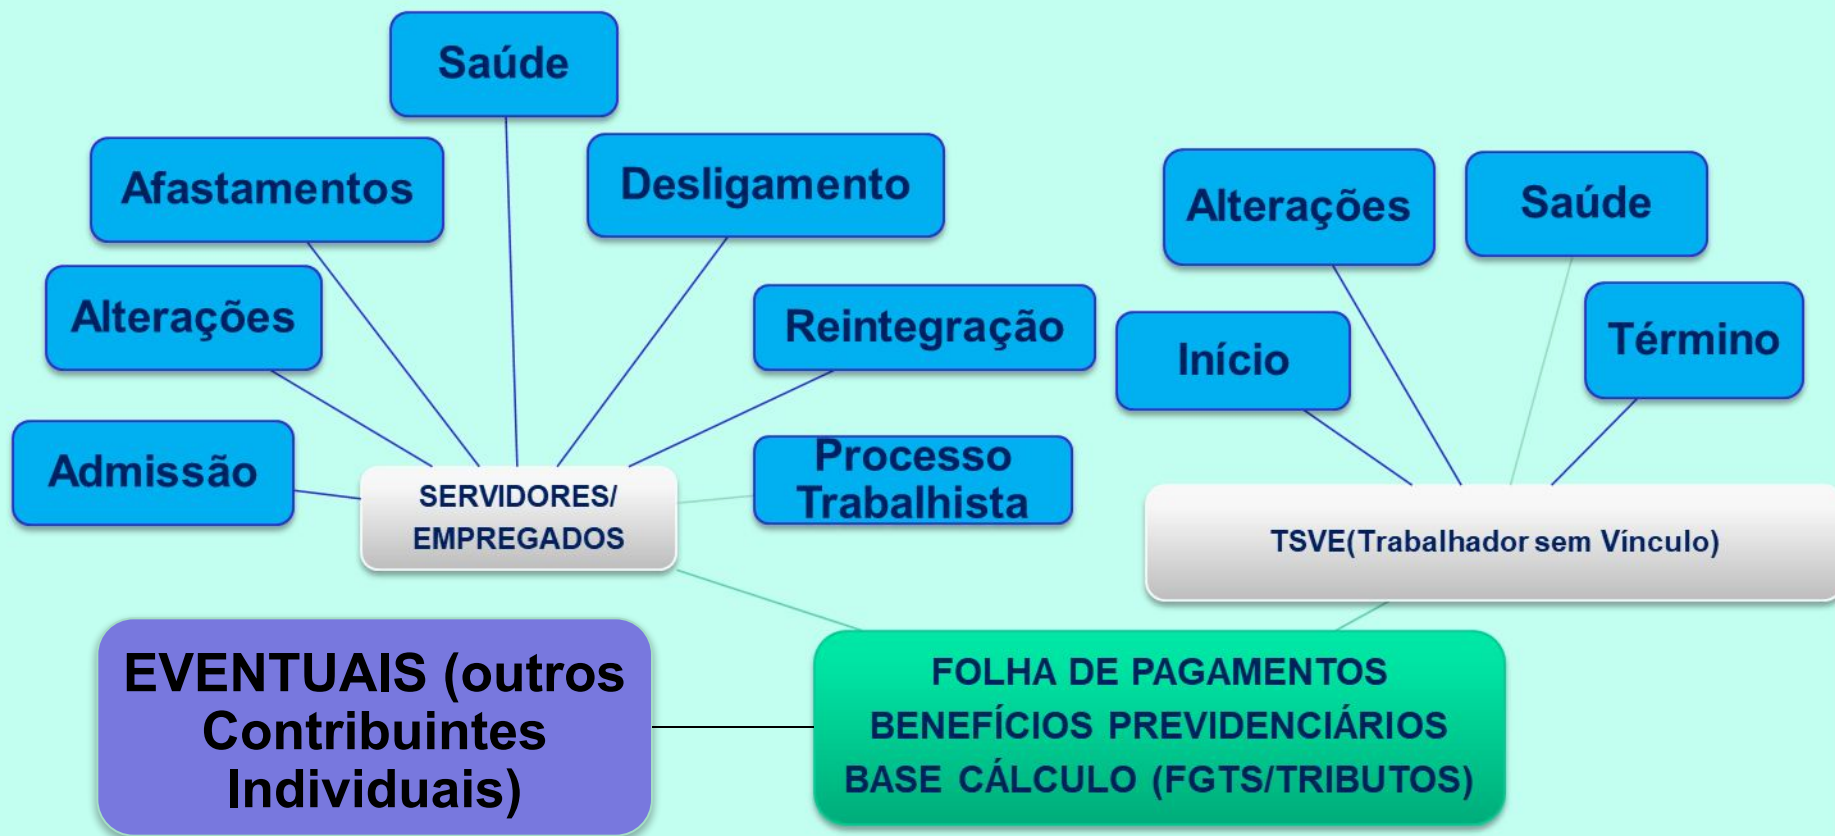 Saúde
Afastamentos
Desligamento
Alterações
Saúde
Alterações
Reintegração
Início
Término
Admissão
Processo
Trabalhista
SERVIDORES/
EMPREGADOS
TSVE(Trabalhador sem Vínculo)
EVENTUAIS (outros
Contribuintes
Individuais)
FOLHA DE PAGAMENTOS
BENEFÍCIOS PREVIDENCIÁRIOS
BASE CÁLCULO (FGTS/TRIBUTOS)